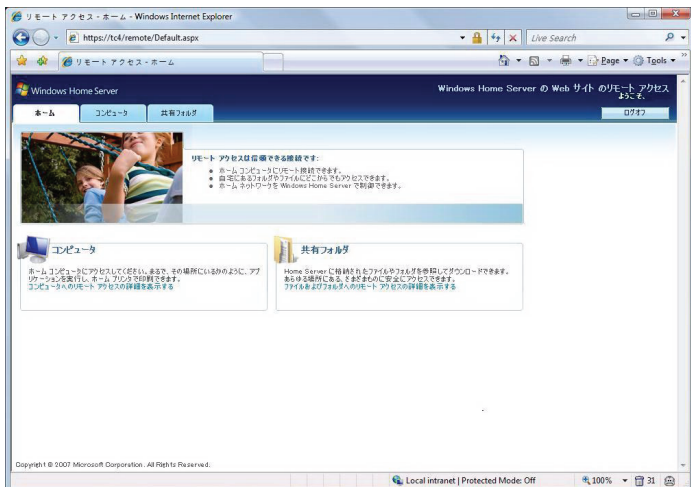 リモート アクセス - ホーム - Windows Internet Explorer
https://tc4/remote/Default.aspx
Live Search
リモート アクセス - ホーム
Page
Tools
Windows Home Server
Windows Home Server の Web サイト のリモート アクセス
ようこそ.
ホーム
コンピュータ
共有フォルダ
ログオフ
リモート アクセスは信頼できる接続です:
ホーム コンピュータにリモート接続できます。
自宅にあるフォルダやファイルにどこからでもアクセスできます。
ホーム ネットワークを Windows Home Server で制御できます。
コンピュータ
ホーム コンピュータにアクセスしてください。まるで、その場所にいるかのように、アプ
リケーションを実行し、ホーム プリンタで印刷できます。
コンピュータへのリモート アクセスの詳細を表示する
共有フォルダ
Home Server に格納されたファイルやフォルダを参照してダウンロードできます。
あらゆる場所にある、さまざまものに安全にアクセスできます。
ファイルおよびフォルダへのリモート アクセスの詳細を表示する
Copyright © 2007 Microsoft Corporation. All Rights Reserved.
Local intranet | Protected Mode: Off
100%
31